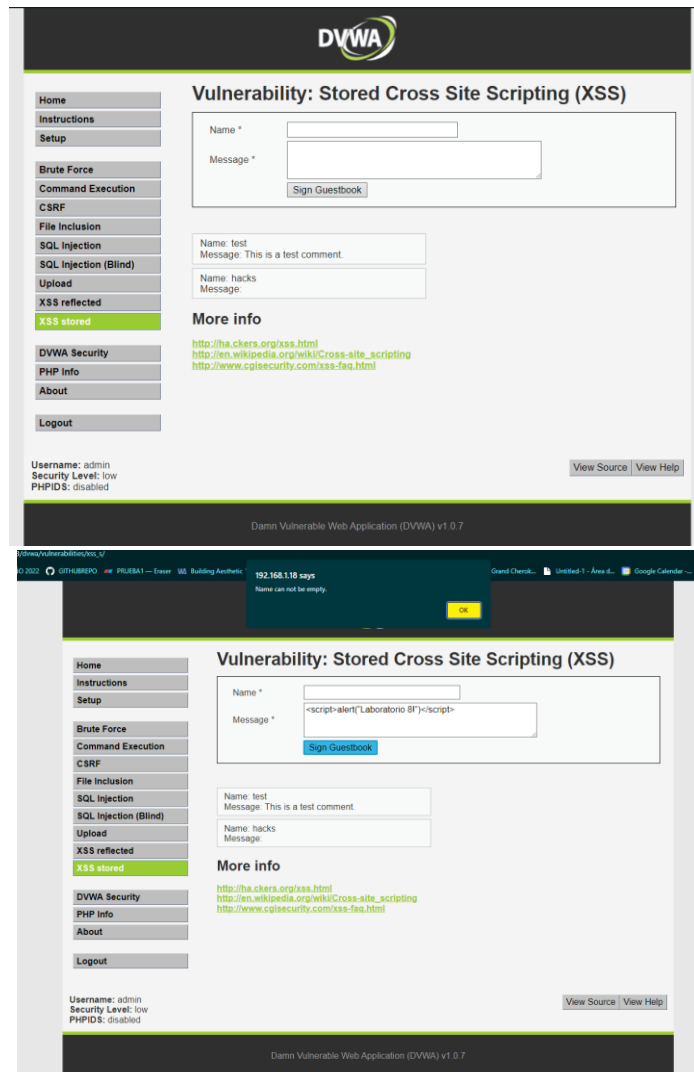 DVWA
Vulnerability: Stored Cross Site Scripting (XSS)
Home
Instructions
Setup
Brute Force
Command Execution
CSRF
File Inclusion
SQL Injection
SQL Injection (Blind)
Upload
XSS reflected
XSS stored
DVWA Security
PHP Info
About
Logout
Name *
Message *
Sign Guestbook
Name: test
Message: This is a test comment.
Name: hacks
Message:
More info
http://ha.ckers.org/xss.html
http://en.wikipedia.org/wiki/Cross-site_scripting
http://www.cgisecurity.com/xss-faq.html
Username: admin
Security Level: low
PHPIDS: disabled
View Source View Help
Damn Vulnerable Web Application (DVWA) v1.0.7
/dvwa/vulnerabilities/xss_s/
2022 GITHUBREPO PRUEBA1 — Eraser Building Aesthetic Grand Cherok... Untitled-1 - Área d... Google Calendar -...
192.168.1.18 says
Name can not be empty.
OK
Vulnerability: Stored Cross Site Scripting (XSS)
Home
Instructions
Setup
Brute Force
Command Execution
CSRF
File Inclusion
SQL Injection
SQL Injection (Blind)
Upload
XSS reflected
XSS stored
DVWA Security
PHP Info
About
Logout
Name *
Message *
<script>alert("Laboratorio 8!")</script>
Sign Guestbook
Name: test
Message: This is a test comment.
Name: hacks
Message:
More info
http://ha.ckers.org/xss.html
http://en.wikipedia.org/wiki/Cross-site_scripting
http://www.cgisecurity.com/xss-faq.html
Username: admin
Security Level: low
PHPIDS: disabled
View Source View Help
Damn Vulnerable Web Application (DVWA) v1.0.7